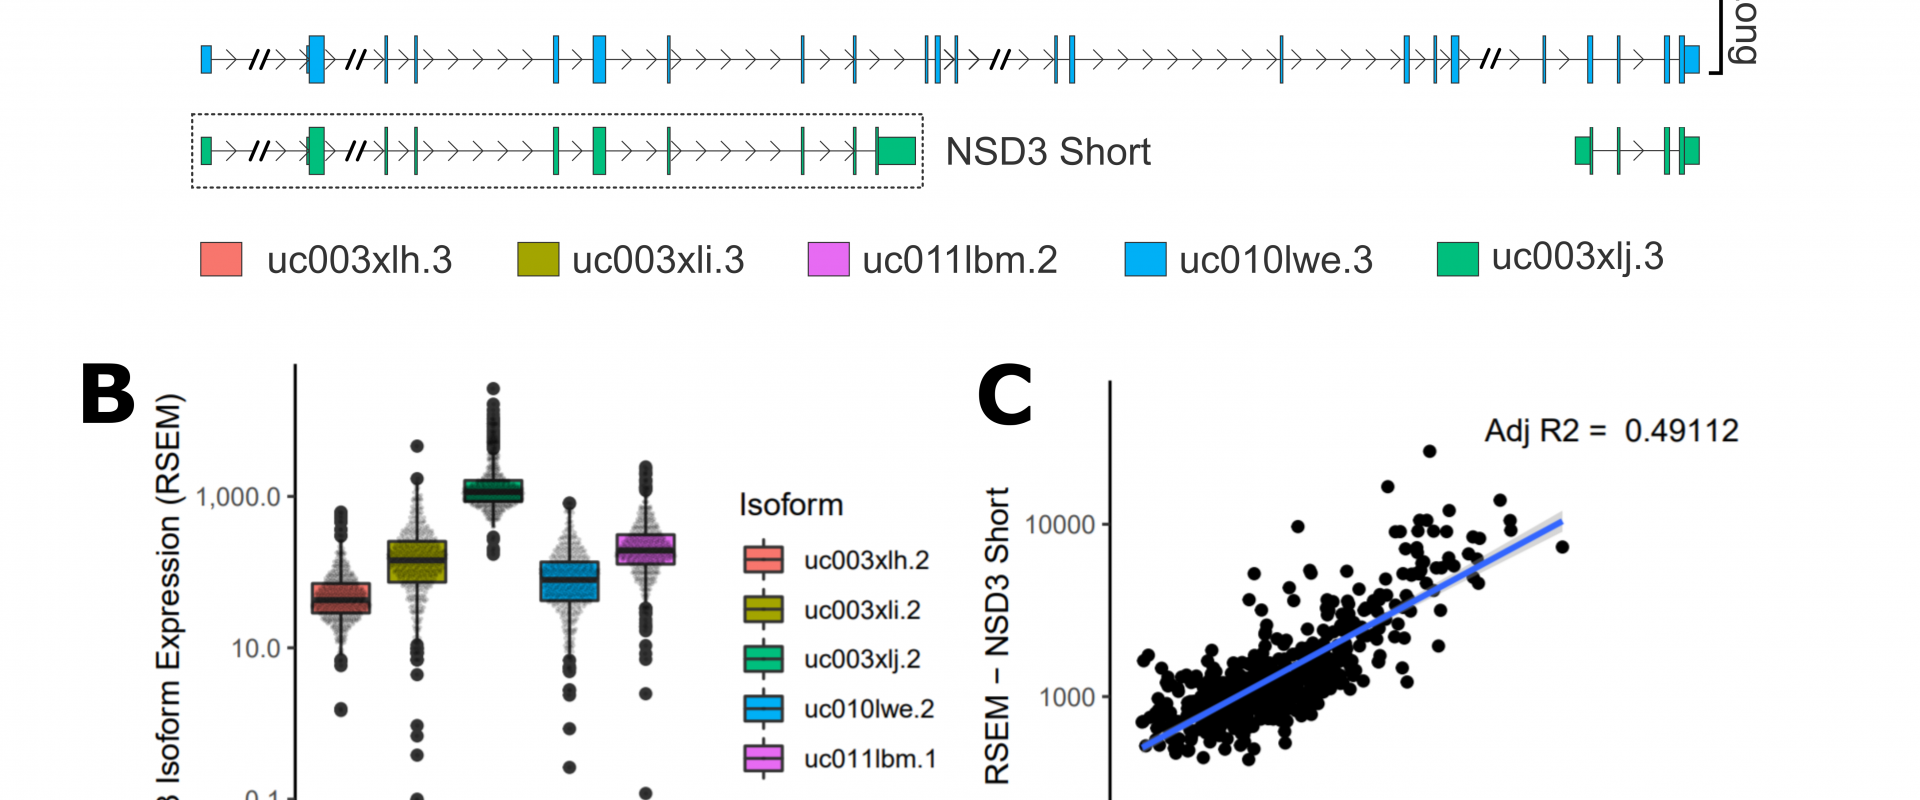 ong
NSD3 Short
uc003xlh.3
uc003xli.3
uc011lbm.2
uc010lwe.3
uc003xlj.3
B
Isoform Expression (RSEM)
1,000.0
10.0
0.1
Isoform
uc003xlh.2
uc003xli.2
uc003xlj.2
uc010lwe.2
uc011lbm.1
C
RSEM − NSD3 Short
10000
1000
Adj R2 = 0.49112